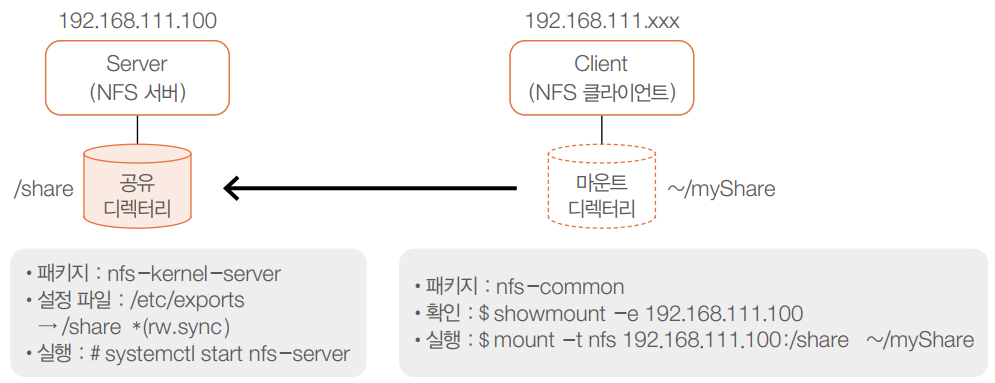 192.168.111.100
Server
(NFS 서버)
/share
공유
디렉터리
• 패키지 : nfs-kernel-server
• 설정 파일 : /etc/exports
→ /share *(rw.sync)
• 실행 : # systemctl start nfs-server
192.168.111.xxx
Client
(NFS 클라이언트)
마운트
디렉터리
~/myShare
• 패키지 : nfs-common
• 확인 : $ showmount -e 192.168.111.100
• 실행 : $ mount -t nfs 192.168.111.100:/share ~/myShare